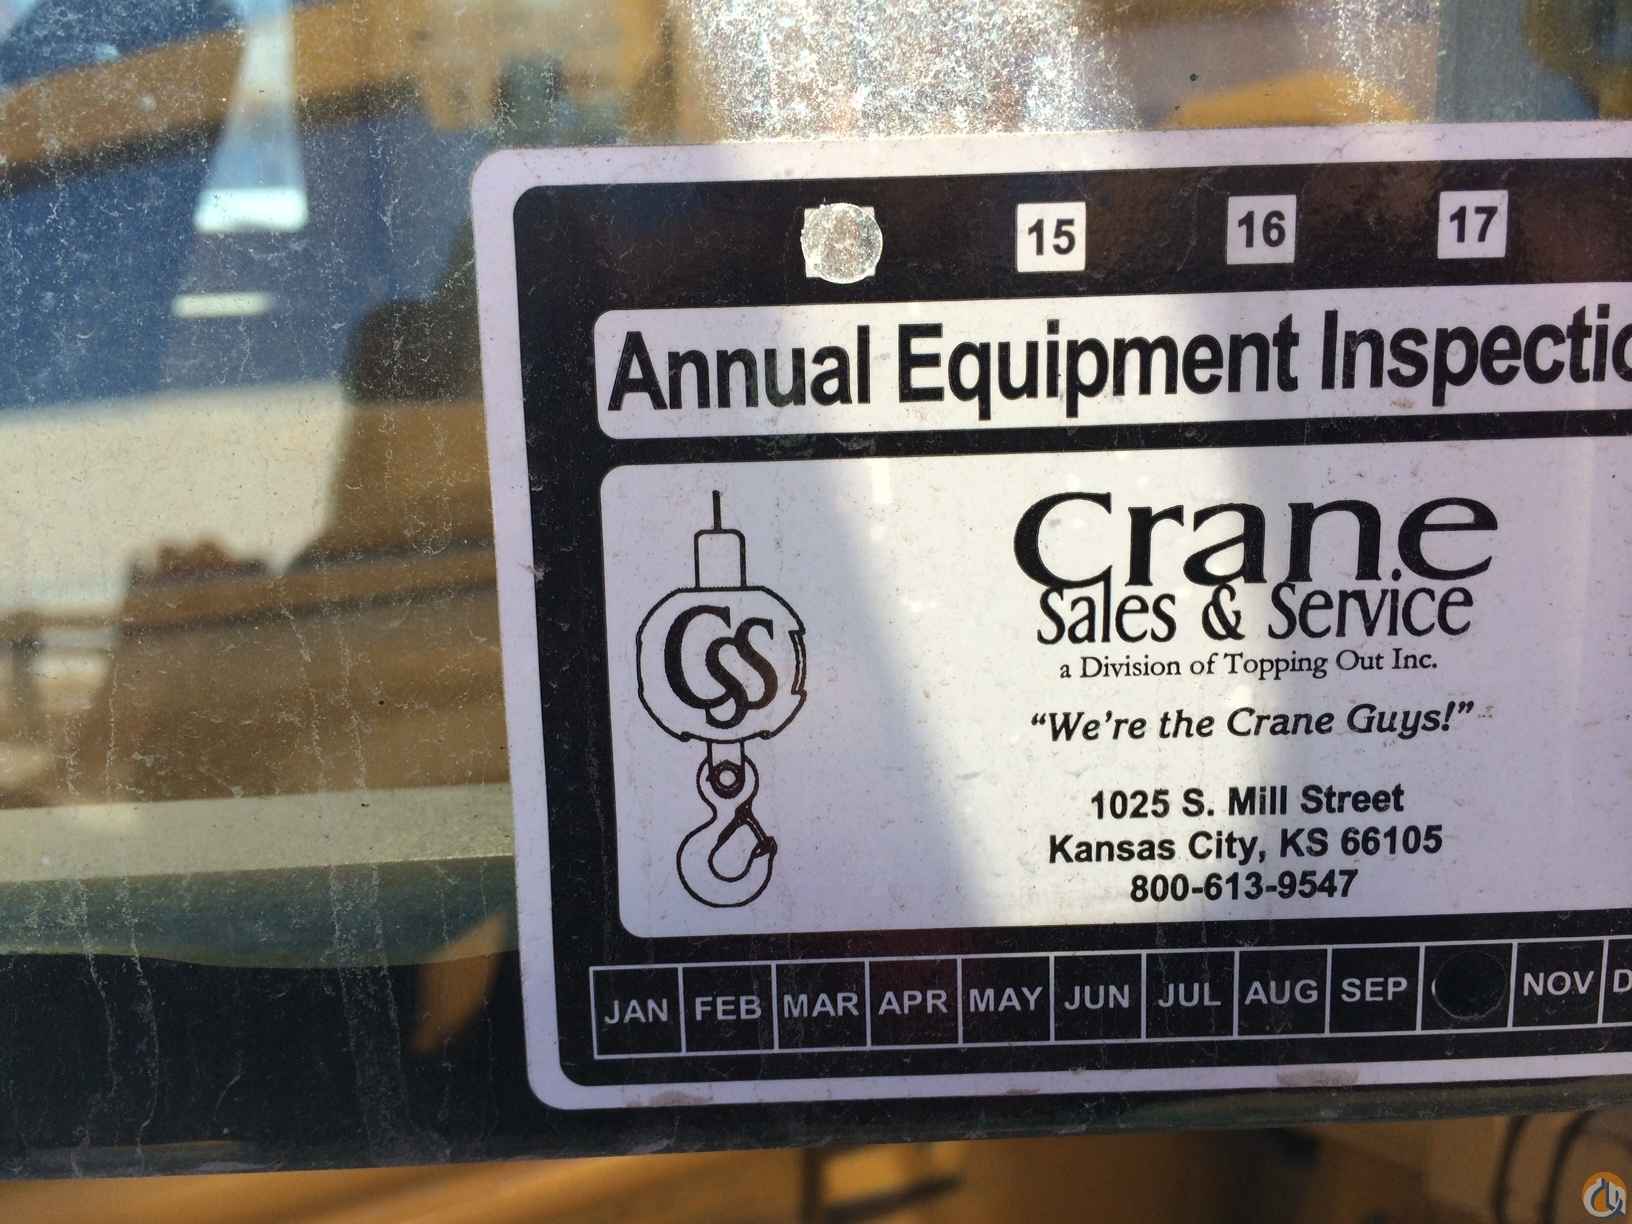 15 16 17
Annual Equipment Inspectio
CSS
Crane
Sales & Service
a Division of Topping Out Inc.
"We're the Crane Guys!"
1025 S. Mill Street
Kansas City, KS 66105
800-613-9547
JAN FEB MAR APR MAY JUN JUL AUG SEP NOV D